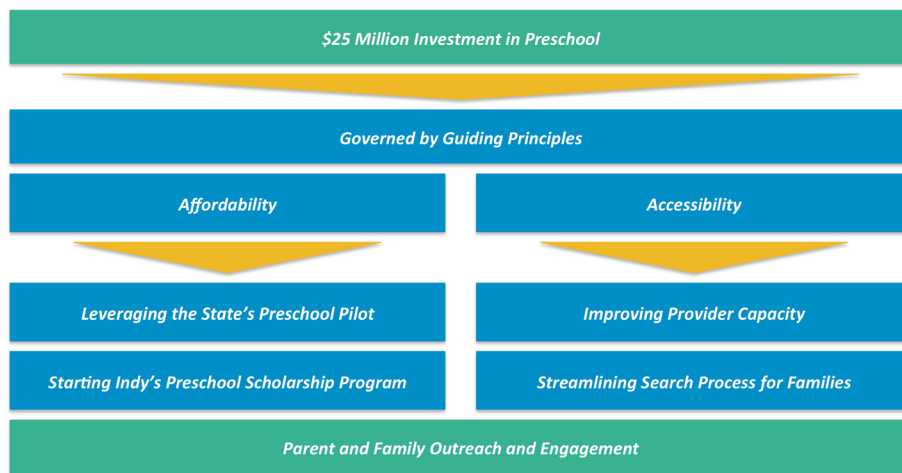 $25 Million Investment in Preschool
Governed by Guiding Principles
Affordability
Accessibility
Leveraging the State's Preschool Pilot
Improving Provider Capacity
Starting Indy's Preschool Scholarship Program
Streamlining Search Process for Families
Parent and Family Outreach and Engagement